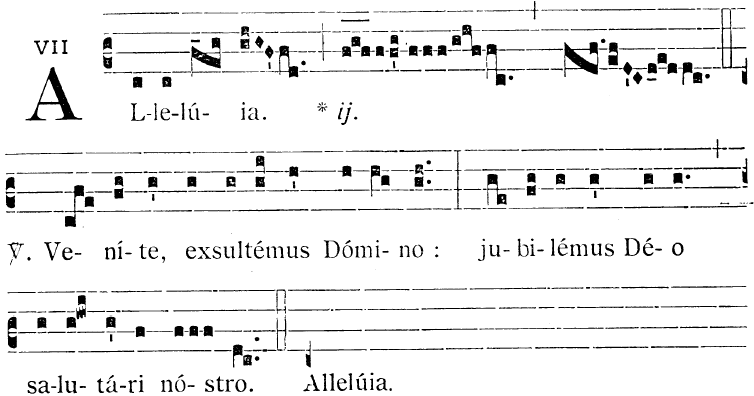 VII
AL-le-lú- ia. * ij.
℣. Ve- ní- te, exsultémus Dómi- no : ju- bi- lémus Dé- o
sa-lu- tá-ri nó- stro. Allelúia.